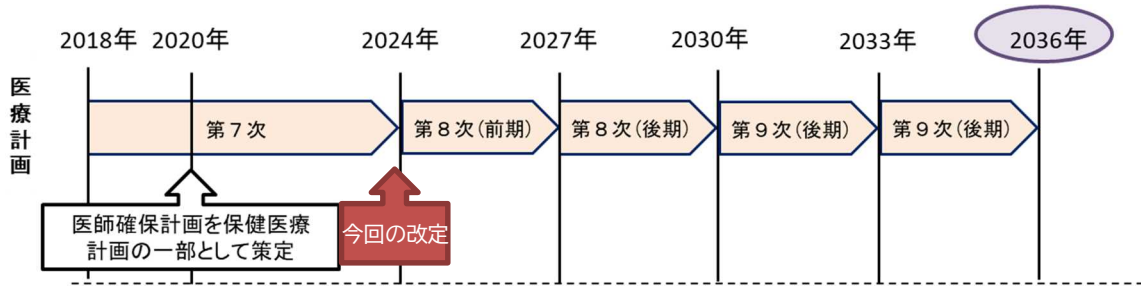 2018年 2020年 2024年 2027年 2030年 2033年 2036年
医療計画
第７次 第８次（前期） 第８次（後期） 第９次（後期） 第９次（後期）
医師確保計画を保健医療
計画の一部として策定
今回の改定